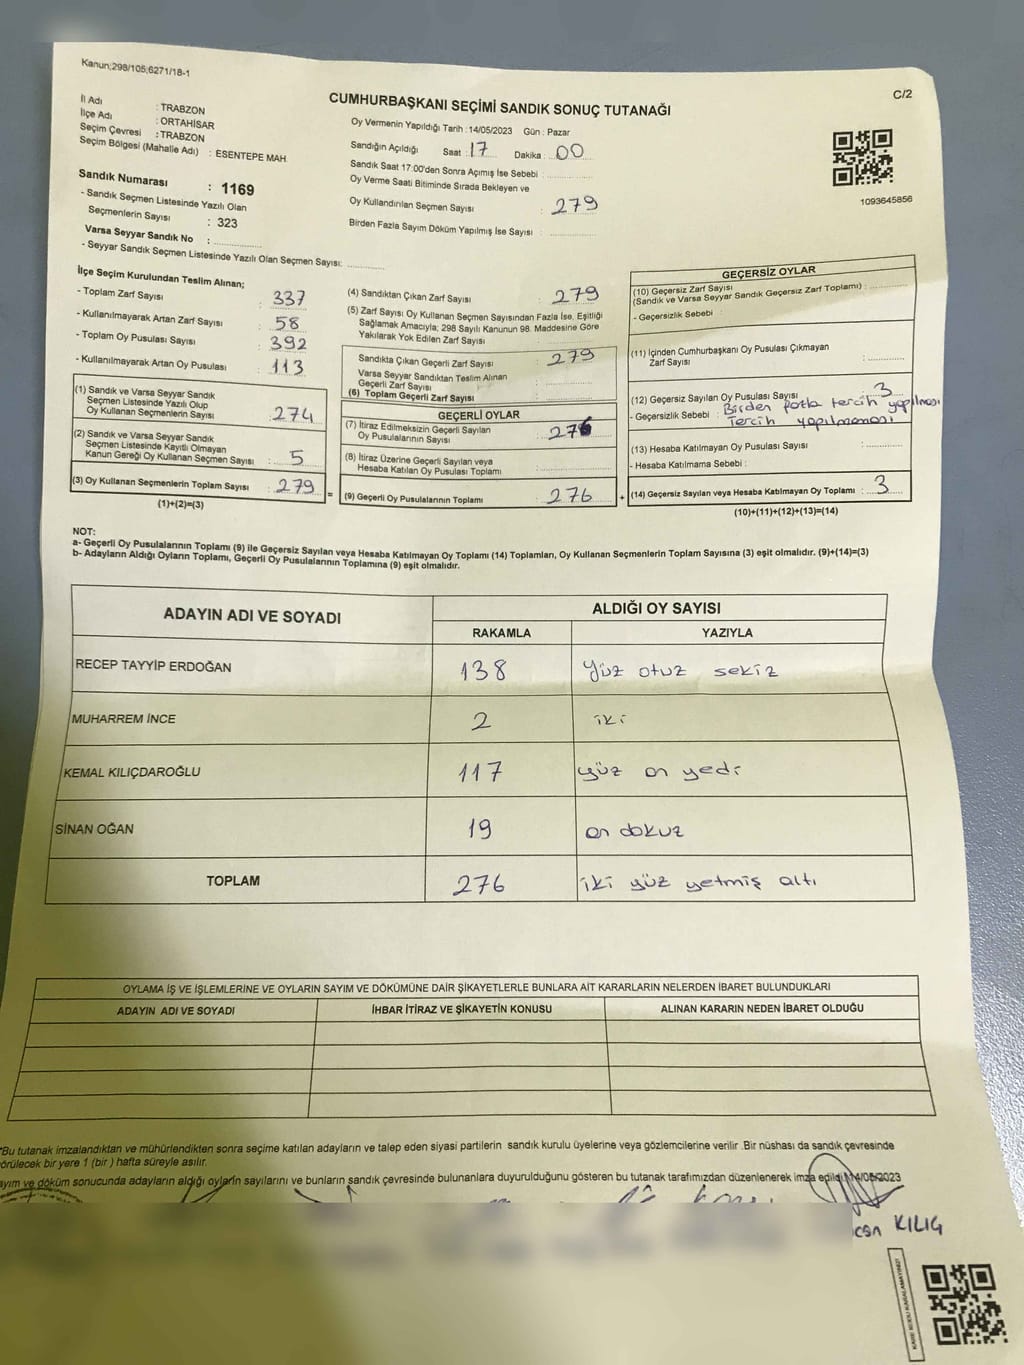 Kanun;298/105;6271/18-1
C/2
CUMHURBAŞKANI SEÇİMİ SANDIK SONUÇ TUTANAĞI
İl Adı : TRABZON
İlçe Adı : ORTAHİSAR
Seçim Çevresi : TRABZON
Seçim Bölgesi (Mahalle Adı) : ESENTEPE MAH
Sandık Numarası : 1169
- Sandık Seçmen Listesinde Yazılı Olan
Seçmenlerin Sayısı : 323
Varsa Seyyar Sandık No :
- Seyyar Sandık Seçmen Listesinde Yazılı Olan Seçmen Sayısı:
Oy Vermenin Yapıldığı Tarih : 14/05/2023 Gün : Pazar
Sandığın Açıldığı Saat : 17 Dakika : 00
Sandık Saat 17:00'den Sonra Açımış İse Sebebi :
Oy Verme Saati Bitiminde Sırada Bekleyen ve
Oy Kullandırılan Seçmen Sayısı : 279
Birden Fazla Sayım Döküm Yapılmış İse Sayısı :
1093645856
İlçe Seçim Kurulundan Teslim Alınan;
- Toplam Zarf Sayısı : 337
- Kullanılmayarak Artan Zarf Sayısı : 58
- Toplam Oy Pusulası Sayısı : 392
- Kullanılmayarak Artan Oy Pusulası : 113
(1) Sandık ve Varsa Seyyar Sandık
Seçmen Listesinde Yazılı Olup
Oy Kullanan Seçmenlerin Sayısı : 274
(2) Sandık ve Varsa Seyyar Sandık
Seçmen Listesinde Kayıtlı Olmayan
Kanun Gereği Oy Kullanan Seçmen Sayısı : 5
(3) Oy Kullanan Seçmenlerin Toplam Sayısı : 279 =
(1)+(2)=(3)
(4) Sandıktan Çıkan Zarf Sayısı : 279
(5) Zarf Sayısı Oy Kullanan Seçmen Sayısından Fazla İse, Eşitliği
Sağlamak Amacıyla; 298 Sayılı Kanunun 98. Maddesine Göre
Yakılarak Yok Edilen Zarf Sayısı :
Sandıkta Çıkan Geçerli Zarf Sayısı : 279
Varsa Seyyar Sandıktan Teslim Alınan
Geçerli Zarf Sayısı :
(6) Toplam Geçerli Zarf Sayısı :
GEÇERLİ OYLAR
(7) İtiraz Edilmeksizin Geçerli Sayılan
Oy Pusulalarının Sayısı : 276
(8) İtiraz Üzerine Geçerli Sayılan veya
Hesaba Katılan Oy Pusulası Toplamı :
(9) Geçerli Oy Pusulalarının Toplamı : 276 +
GEÇERSİZ OYLAR
(10) Geçersiz Zarf Sayısı
(Sandık ve Varsa Seyyar Sandık Geçersiz Zarf Toplamı) :
- Geçersizlik Sebebi :
(11) İçinden Cumhurbaşkanı Oy Pusulası Çıkmayan
Zarf Sayısı :
(12) Geçersiz Sayılan Oy Pusulası Sayısı : 3
- Geçersizlik Sebebi : Birden fazla tercih yapılması
Tercih yapılmaması
(13) Hesaba Katılmayan Oy Pusulası Sayısı :
- Hesaba Katılmama Sebebi :
(14) Geçersiz Sayılan veya Hesaba Katılmayan Oy Toplamı : 3
(10)+(11)+(12)+(13)=(14)
NOT:
a- Geçerli Oy Pusulalarının Toplamı (9) ile Geçersiz Sayılan veya Hesaba Katılmayan Oy Toplamı (14) Toplamları, Oy Kullanan Seçmenlerin Toplam Sayısına (3) eşit olmalıdır. (9)+(14)=(3)
b- Adayların Aldığı Oyların Toplamı, Geçerli Oy Pusulalarının Toplamına (9) eşit olmalıdır.
ADAYIN ADI VE SOYADI ALDIĞI OY SAYISI
RAKAMLA YAZIYLA
RECEP TAYYİP ERDOĞAN 138 yüz otuz sekiz
MUHARREM İNCE 2 iki
KEMAL KILIÇDAROĞLU 117 yüz on yedi
SİNAN OĞAN 19 on dokuz
TOPLAM 276 iki yüz yetmiş altı
OYLAMA İŞ VE İŞLEMLERİNE VE OYLARIN SAYIM VE DÖKÜMÜNE DAİR ŞİKAYETLERLE BUNLARA AİT KARARLARIN NELERDEN İBARET BULUNDUKLARI
ADAYIN ADI VE SOYADI İHBAR İTİRAZ VE ŞİKAYETİN KONUSU ALINAN KARARIN NEDEN İBARET OLDUĞU
*Bu tutanak imzalandıktan ve mühürlendikten sonra seçime katılan adayların ve talep eden siyasi partilerin sandık kurulu üyelerine veya gözlemcilerine verilir .Bir nüshası da sandık çevresinde
örülecek bir yere 1 (bir ) hafta süreyle asılır.
ayım ve döküm sonucunda adayların aldığı oyların sayılarını ve bunların sandık çevresinde bulunanlara duyurulduğunu gösteren bu tutanak tarafımızdan düzenlenerek imza edildi.14/05/2023
KILIG
KARE KODU KARALAMAYINIZ!